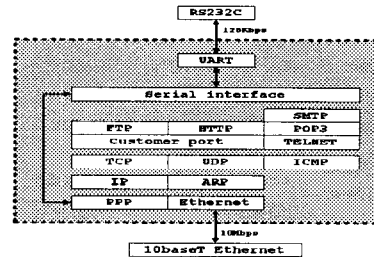 RS232C
128Kbps
UART
Serial interface
SMTP
FTP HTTP POP3
Customer port TELNET
TCP UDP ICMP
IP ARP
PPP Ethernet
10Mbps
10baseT Ethernet